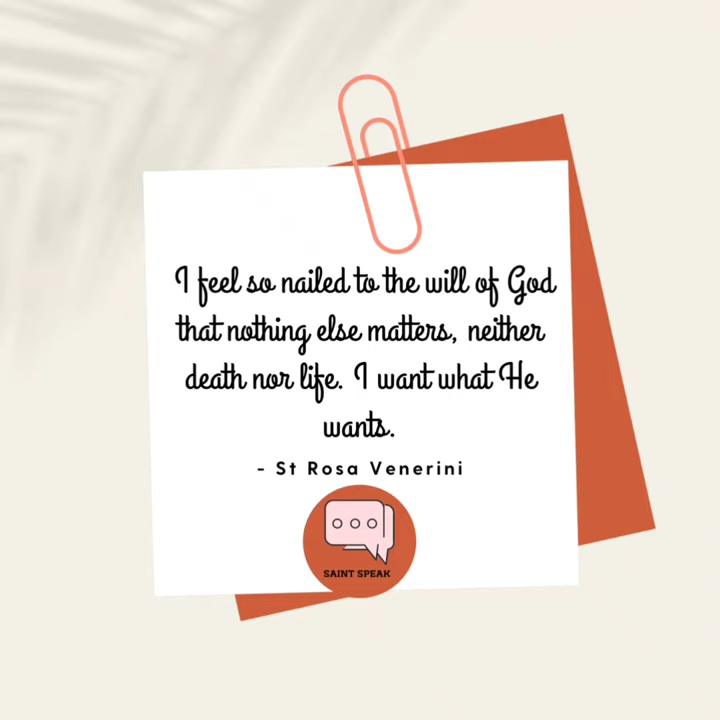 I feel so nailed to the will of God
that nothing else matters, neither
death nor life. I want what He
wants.
- St Rosa Venerini
SAINT SPEAK